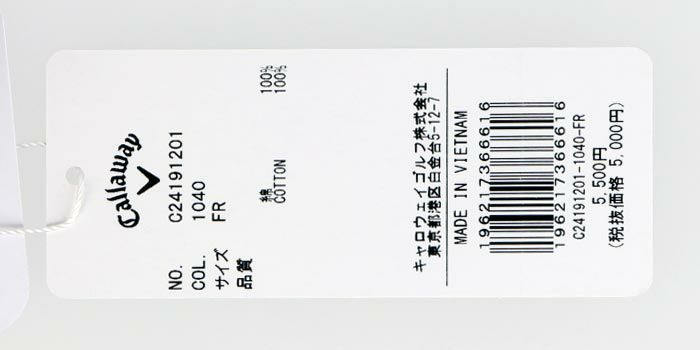 Callaway
NO. C24191201
COL. 1040
サイズ FR
品質
綿 100%
COTTON 100%
キャロウェイゴルフ株式会社
東京都港区白金台5-12-7
MADE IN VIETNAM
196217366616
196217366616
C24191201-1040-FR
5,500円
(税抜価格 5,000円)